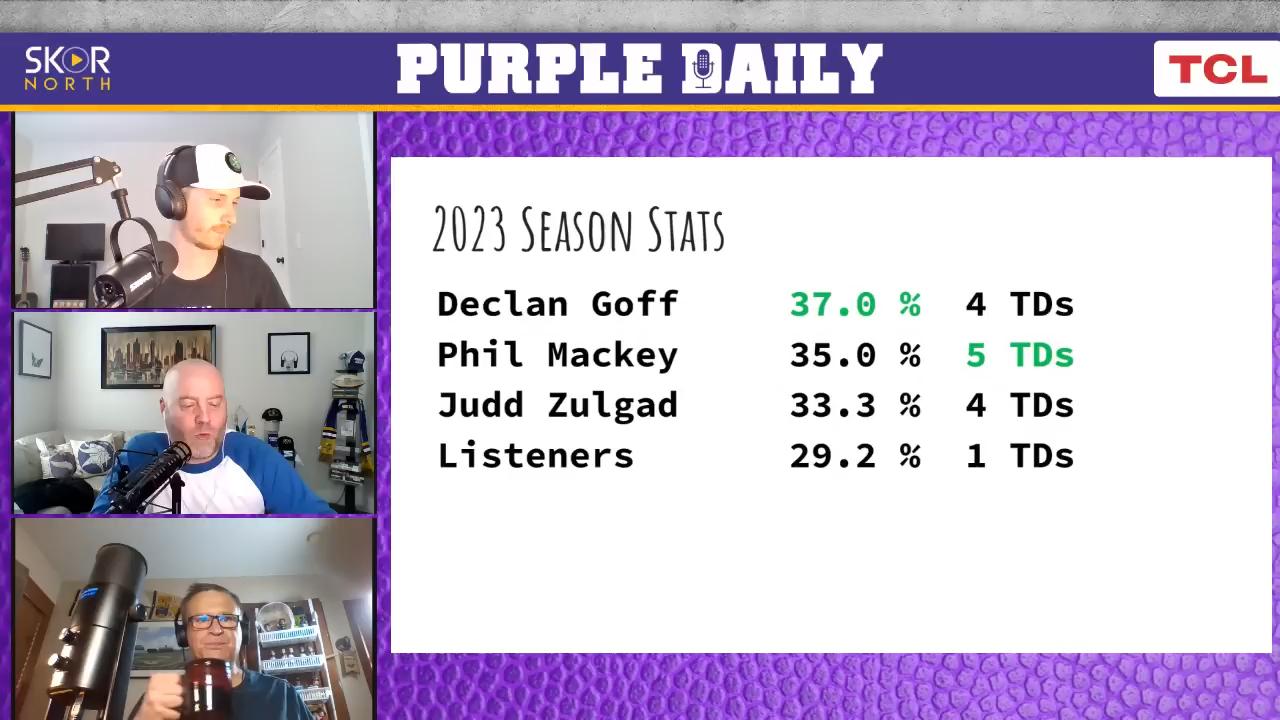 SKOR
NORTH
PURPLE DAILY
TCL
2023 SEASON STATS
Declan Goff 37.0 % 4 TDs
Phil Mackey 35.0 % 5 TDs
Judd Zulgad 33.3 % 4 TDs
Listeners 29.2 % 1 TDs
SHURE